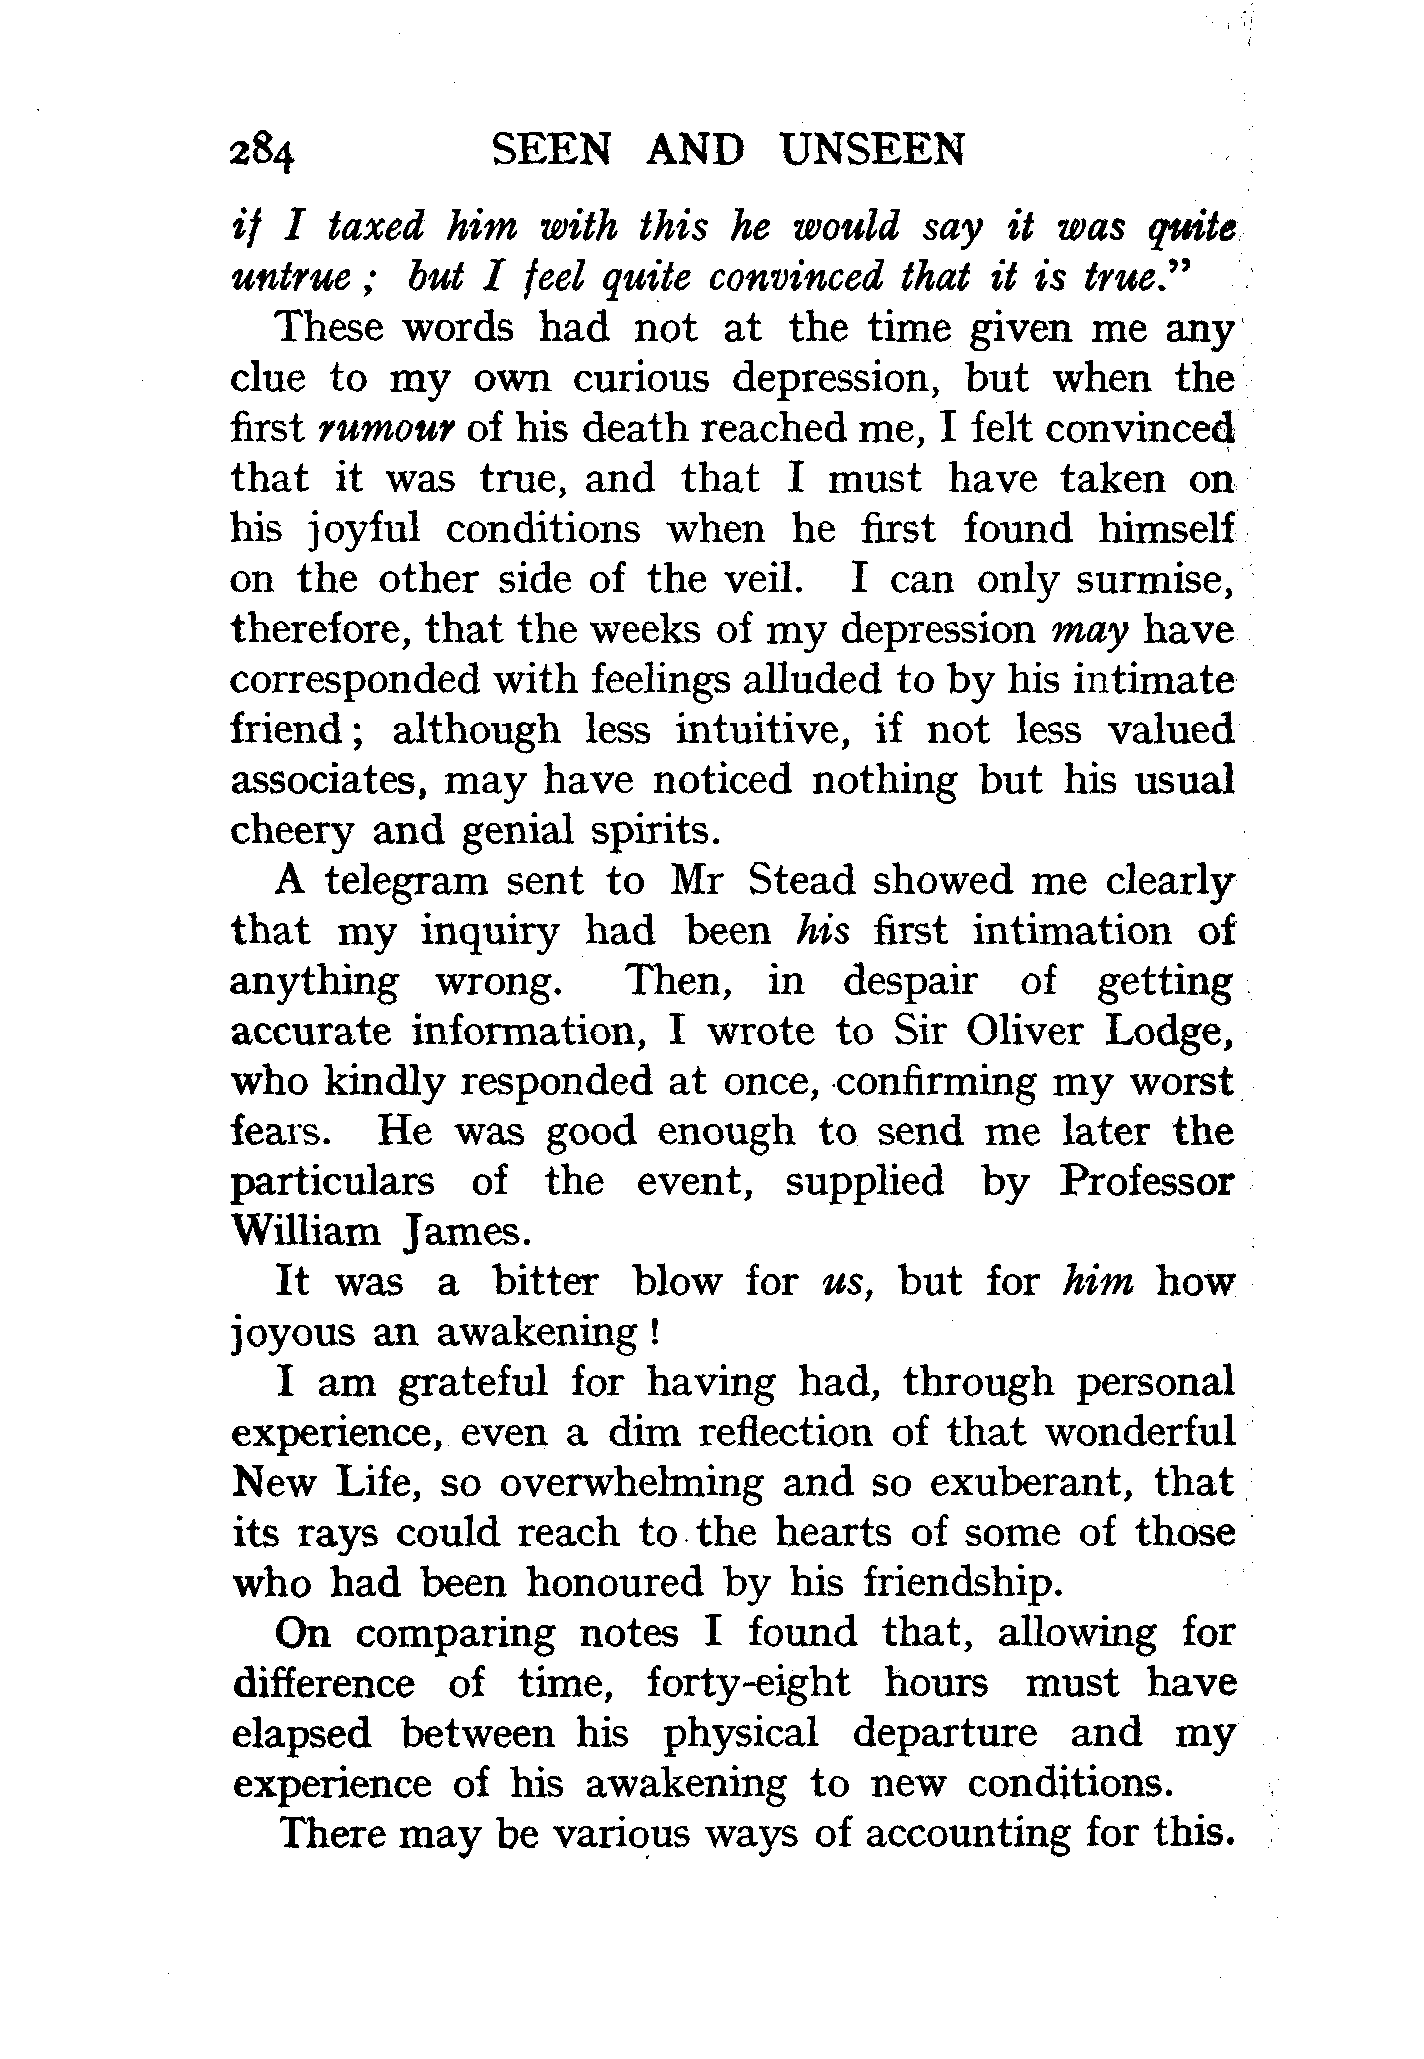 284 SEEN AND UNSEEN
if I taxed him with this he would say it was quite
untrue ; but I feel quite convinced that it is true."
These words had not at the time given me any
clue to my own curious depression, but when the
first rumour of his death reached me, I felt convinced
that it was true, and that I must have taken on
his joyful conditions when he first found himself
on the other side of the veil. I can only surmise,
therefore, that the weeks of my depression may have
corresponded with feelings alluded to by his intimate
friend ; although less intuitive, if not less valued
associates, may have noticed nothing but his usual
cheery and genial spirits.
A telegram sent to Mr Stead showed me clearly
that my inquiry had been his first intimation of
anything wrong. Then, in despair of getting
accurate information, I wrote to Sir Oliver Lodge,
who kindly responded at once, confirming my worst
fears. He was good enough to send me later the
particulars of the event, supplied by Professor
William James.
It was a bitter blow for us, but for him how
joyous an awakening !
I am grateful for having had, through personal
experience, even a dim reflection of that wonderful
New Life, so overwhelming and so exuberant, that
its rays could reach to the hearts of some of those
who had been honoured by his friendship.
On comparing notes I found that, allowing for
difference of time, forty-eight hours must have
elapsed between his physical departure and my
experience of his awakening to new conditions.
There may be various ways of accounting for this.